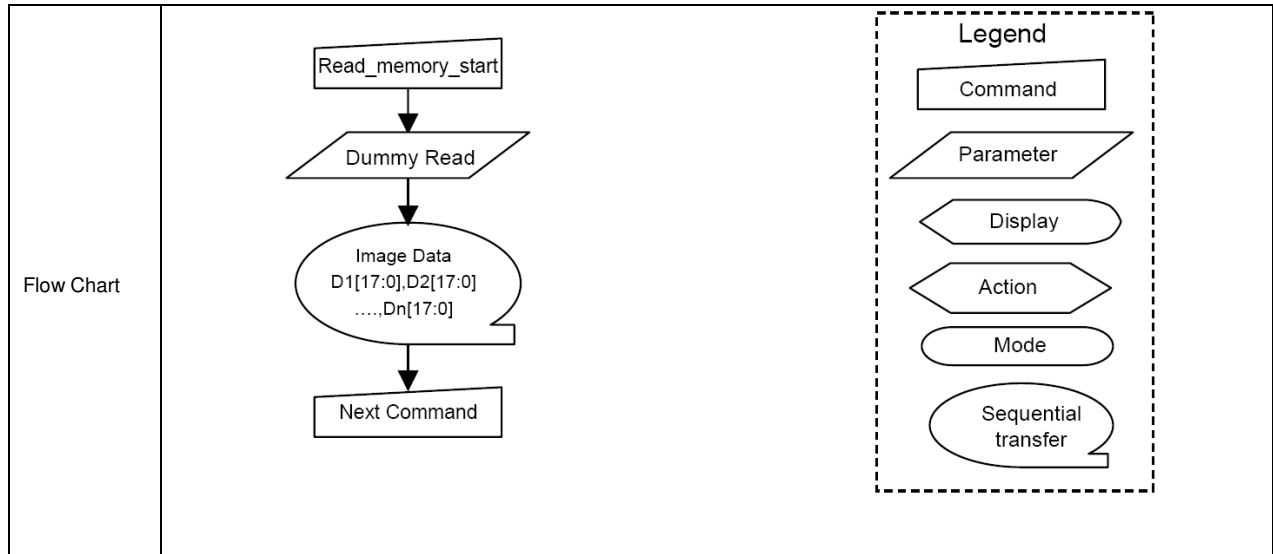 Flow Chart
Read_memory_start
Dummy Read
Image Data
D1[17:0],D2[17:0]
....,Dn[17:0]
Next Command
Legend
Command
Parameter
Display
Action
Mode
Sequential
transfer